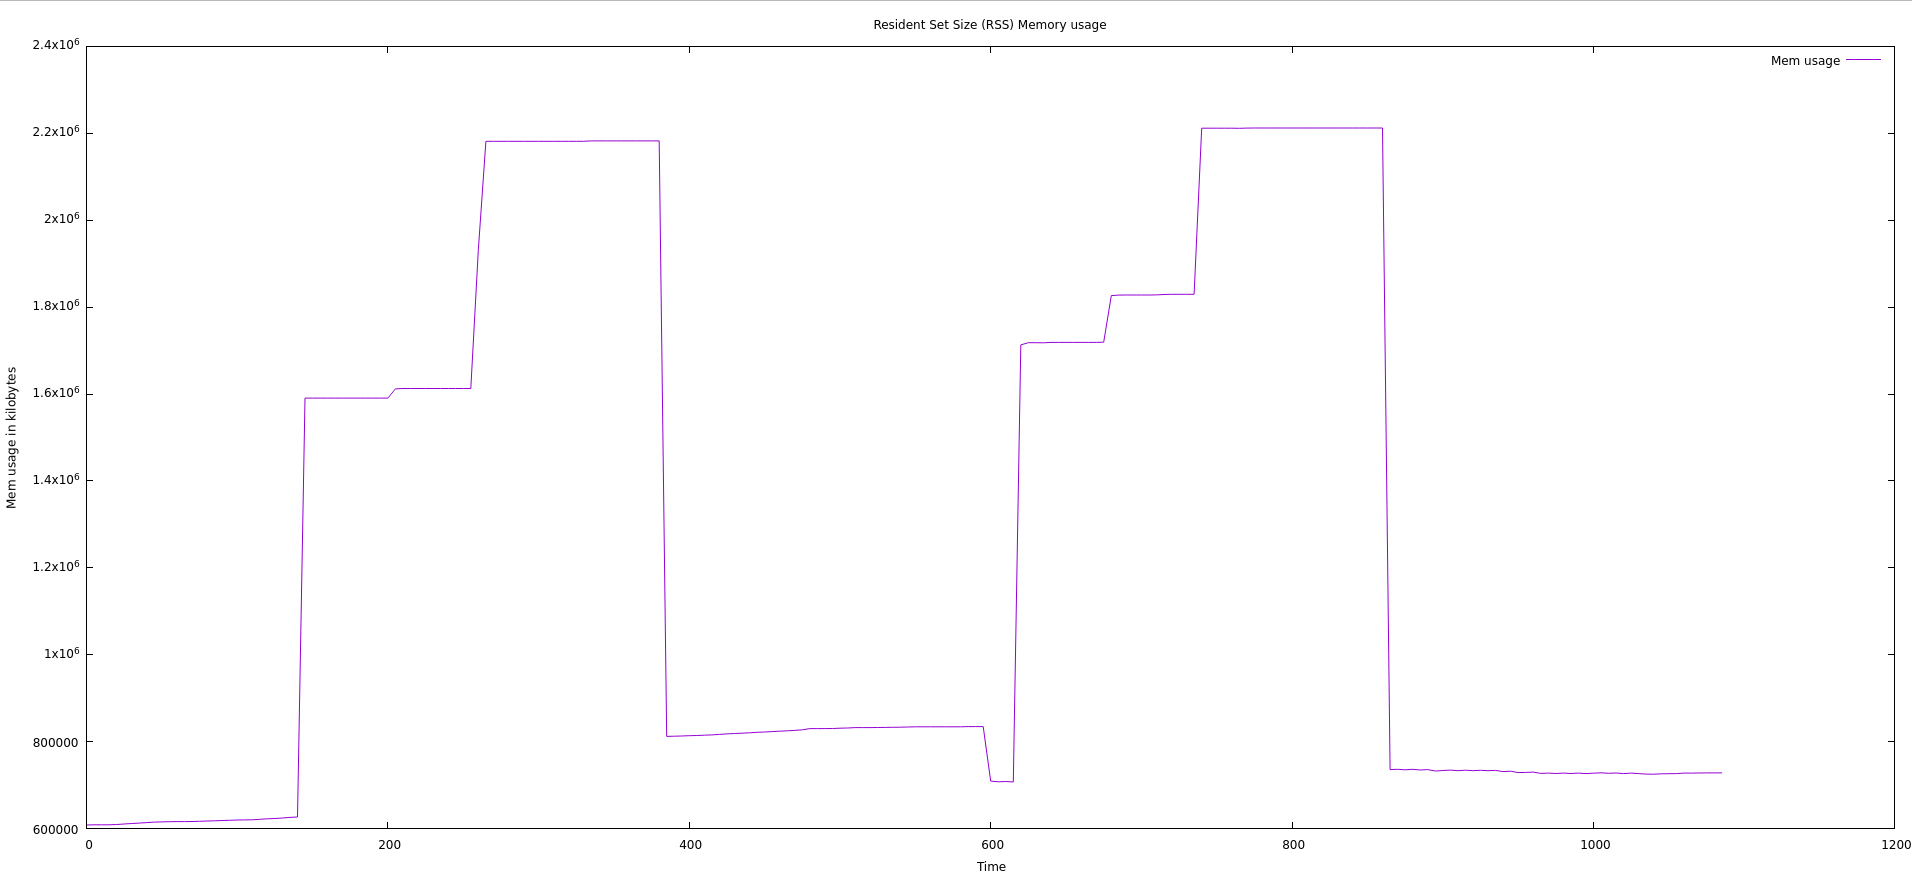 Resident Set Size (RSS) Memory usage
Mem usage
2.4x10⁶
2.2x10⁶
2x10⁶
1.8x10⁶
1.6x10⁶
1.4x10⁶
1.2x10⁶
1x10⁶
800000
600000
Mem usage in kilobytes
0 200 400 600 800 1000 1200
Time